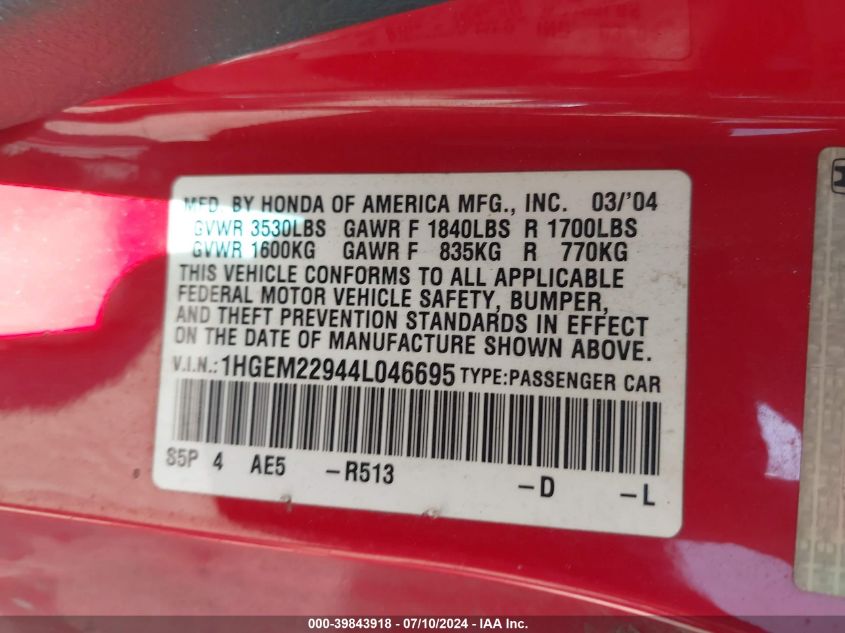 MFD. BY HONDA OF AMERICA MFG., INC. 03/'04
GVWR 3530LBS GAWR F 1840LBS R 1700LBS
GVWR 1600KG GAWR F 835KG R 770KG
THIS VEHICLE CONFORMS TO ALL APPLICABLE
FEDERAL MOTOR VEHICLE SAFETY, BUMPER,
AND THEFT PREVENTION STANDARDS IN EFFECT
ON THE DATE OF MANUFACTURE SHOWN ABOVE.
V.I.N.: 1HGEM22944L046695 TYPE:PASSENGER CAR
S5P 4 AE5 -R513 -D -L
000-39843918 / 07/10/2024 - IAA Inc.